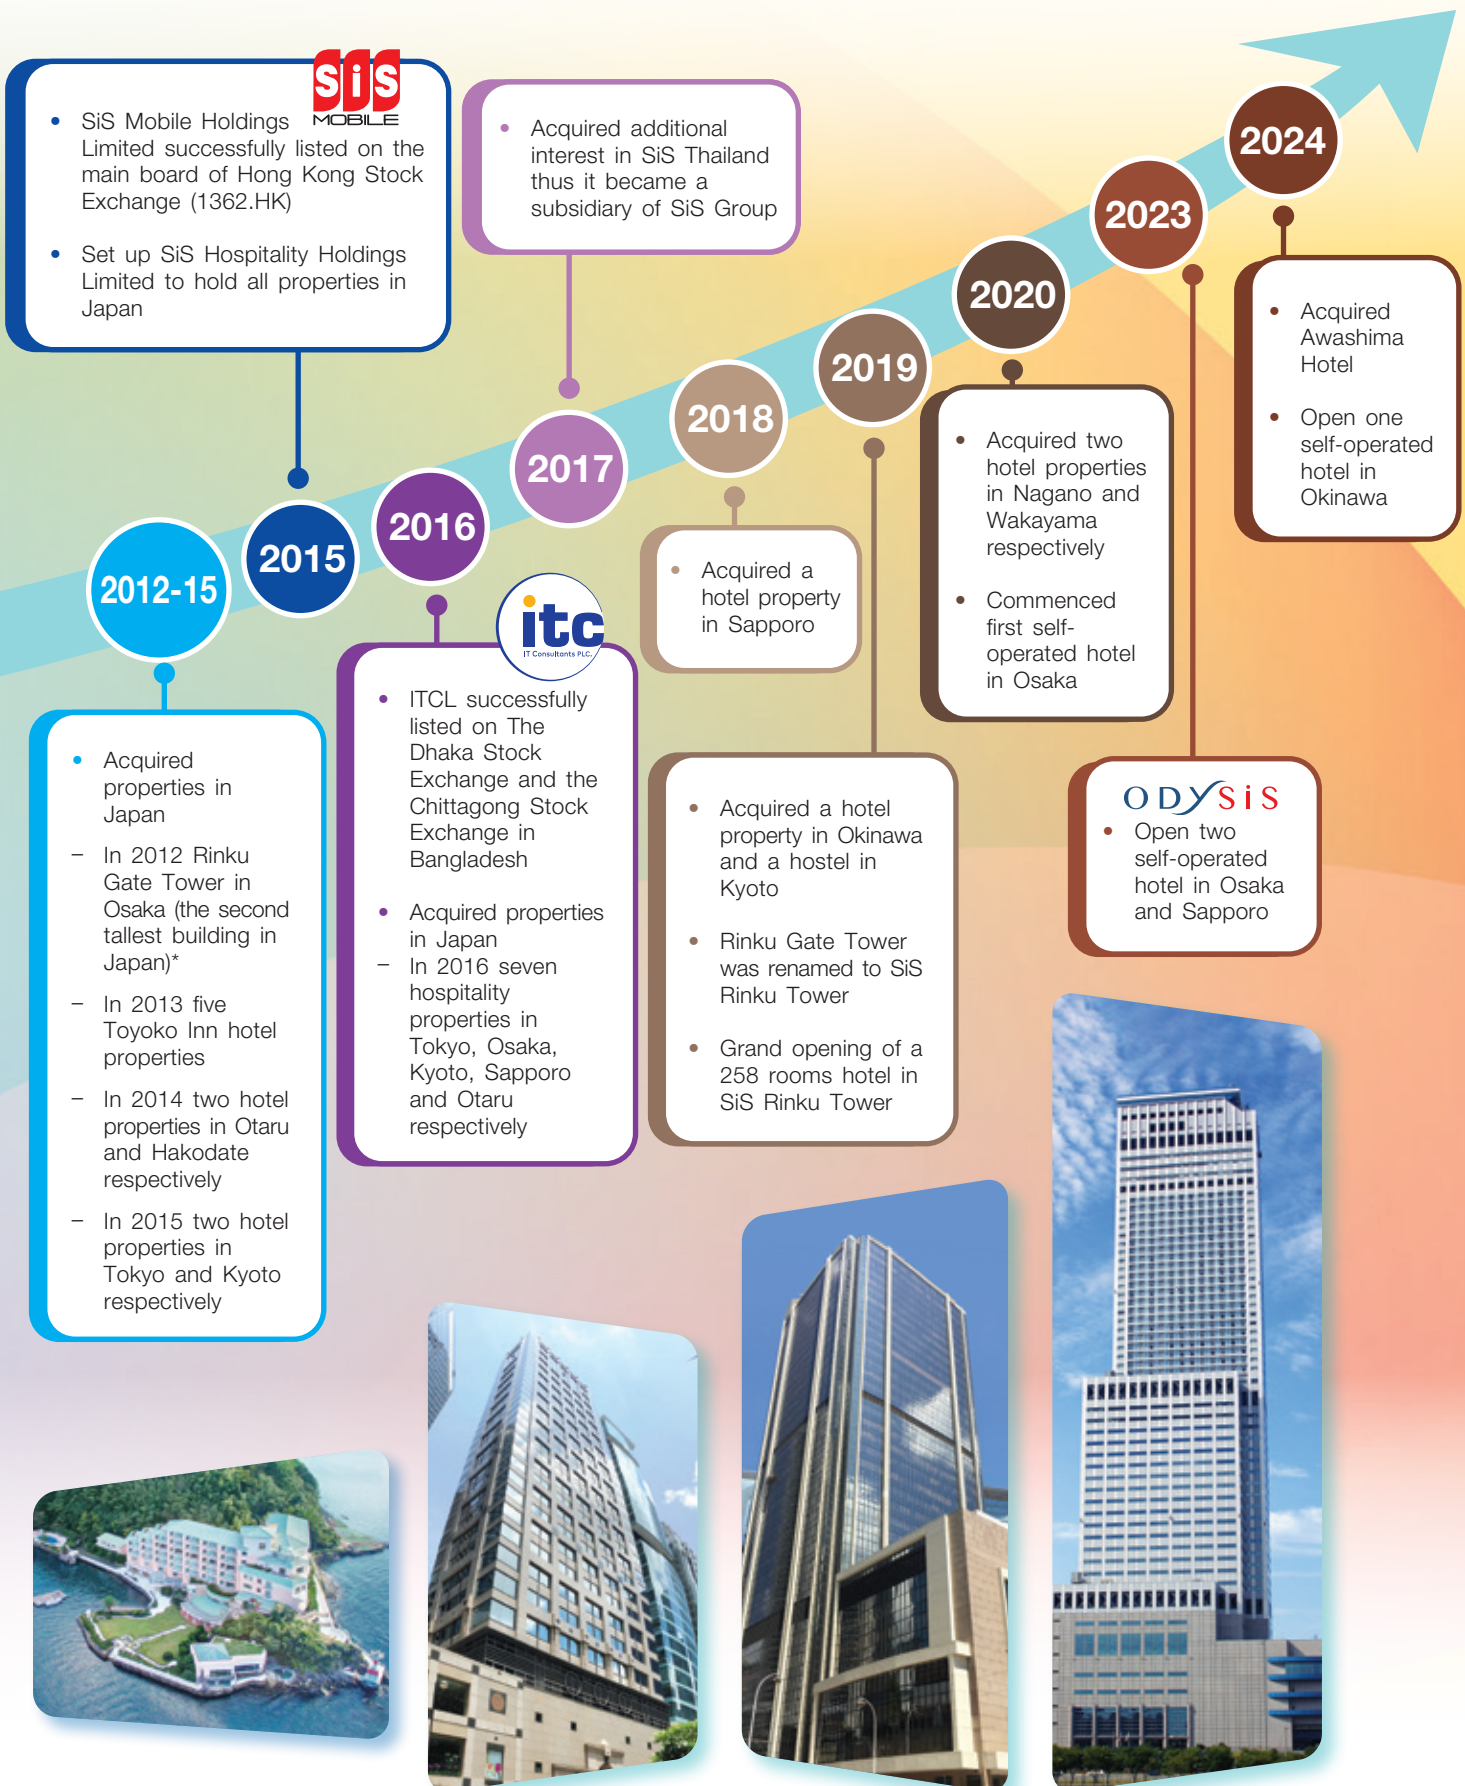 SiS
MOBILE
• SiS Mobile Holdings
Limited successfully listed on the
main board of Hong Kong Stock
Exchange (1362.HK)
• Set up SiS Hospitality Holdings
Limited to hold all properties in
Japan
• Acquired additional
interest in SiS Thailand
thus it became a
subsidiary of SiS Group
2012-15
2015
2016
2017
2018
2019
2020
2023
2024
• Acquired
properties in
Japan
– In 2012 Rinku
Gate Tower in
Osaka (the second
tallest building in
Japan)*
– In 2013 five
Toyoko Inn hotel
properties
– In 2014 two hotel
properties in Otaru
and Hakodate
respectively
– In 2015 two hotel
properties in
Tokyo and Kyoto
respectively
itc
IT Consultants PLC.
• ITCL successfully
listed on The
Dhaka Stock
Exchange and the
Chittagong Stock
Exchange in
Bangladesh
• Acquired properties
in Japan
– In 2016 seven
hospitality
properties in
Tokyo, Osaka,
Kyoto, Sapporo
and Otaru
respectively
• Acquired a
hotel property
in Sapporo
• Acquired a hotel
property in Okinawa
and a hostel in
Kyoto
• Rinku Gate Tower
was renamed to SiS
Rinku Tower
• Grand opening of a
258 rooms hotel in
SiS Rinku Tower
• Acquired two
hotel properties
in Nagano and
Wakayama
respectively
• Commenced
first self-
operated hotel
in Osaka
ODYSiS
• Open two
self-operated
hotel in Osaka
and Sapporo
• Acquired
Awashima
Hotel
• Open one
self-operated
hotel in
Okinawa